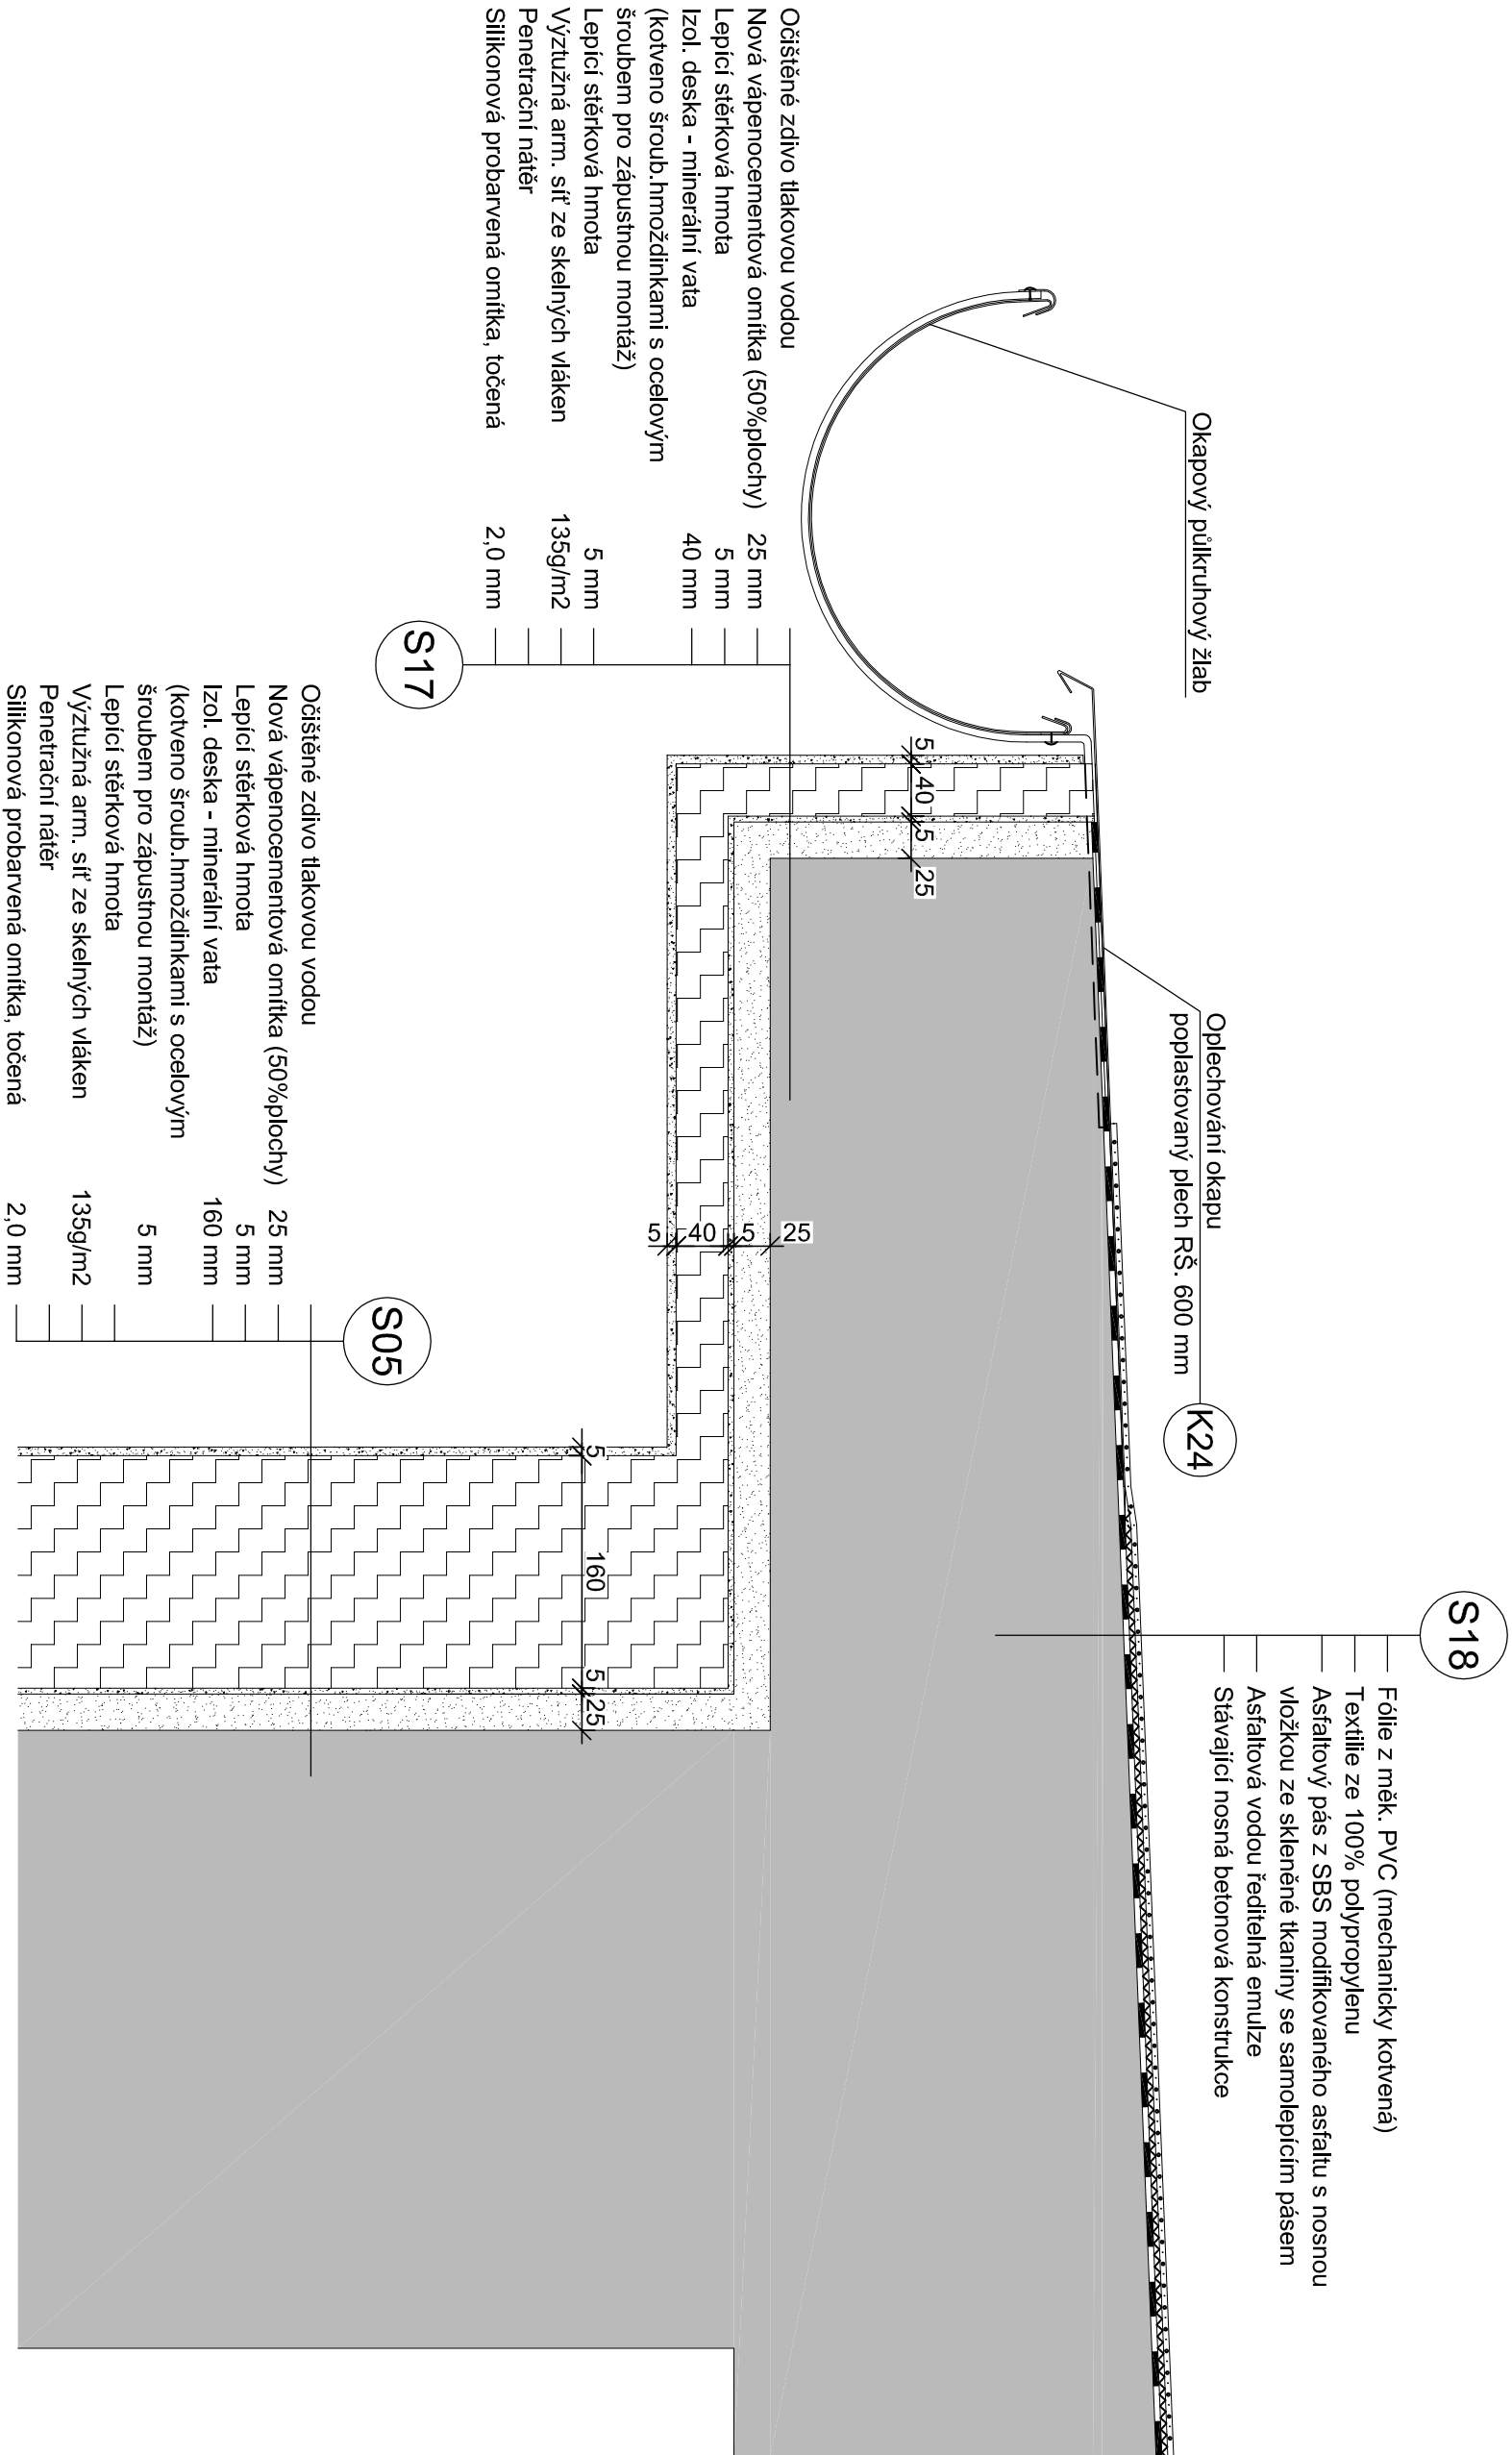 S18
Fólie z měk. PVC (mechanicky kotvená)
Textilie ze 100% polypropylenu
Asfaltový pás z SBS modifikovaného asfaltu s nosnou
vložkou ze skleněné tkaniny se samolepícím pásem
Asfaltová vodou ředitelná emulze
Stávající nosná betonová konstrukce
Oplechování okapu
poplastovaný plech RŠ. 600 mm
K24
Okapový půlkruhový žlab
5 40 5 25
5 40 5 25
5 160 5 25
Očištěné zdivo tlakovou vodou
Nová vápenocementová omítka (50%plochy) 25 mm
Lepící stěrková hmota 5 mm
Izol. deska - minerální vata 40 mm
(kotveno šroub.hmoždinkami s ocelovým
šroubem pro zápustnou montáž)
Lepící stěrková hmota 5 mm
Výztužná arm. síť ze skelných vláken 135g/m2
Penetrační nátěr
Silikonová probarvená omítka, točená 2,0 mm
S17
S05
Očištěné zdivo tlakovou vodou
Nová vápenocementová omítka (50%plochy) 25 mm
Lepící stěrková hmota 5 mm
Izol. deska - minerální vata 160 mm
(kotveno šroub.hmoždinkami s ocelovým
šroubem pro zápustnou montáž) 5 mm
Lepící stěrková hmota
Výztužná arm. síť ze skelných vláken 135g/m2
Penetrační nátěr
Silikonová probarvená omítka, točená 2,0 mm